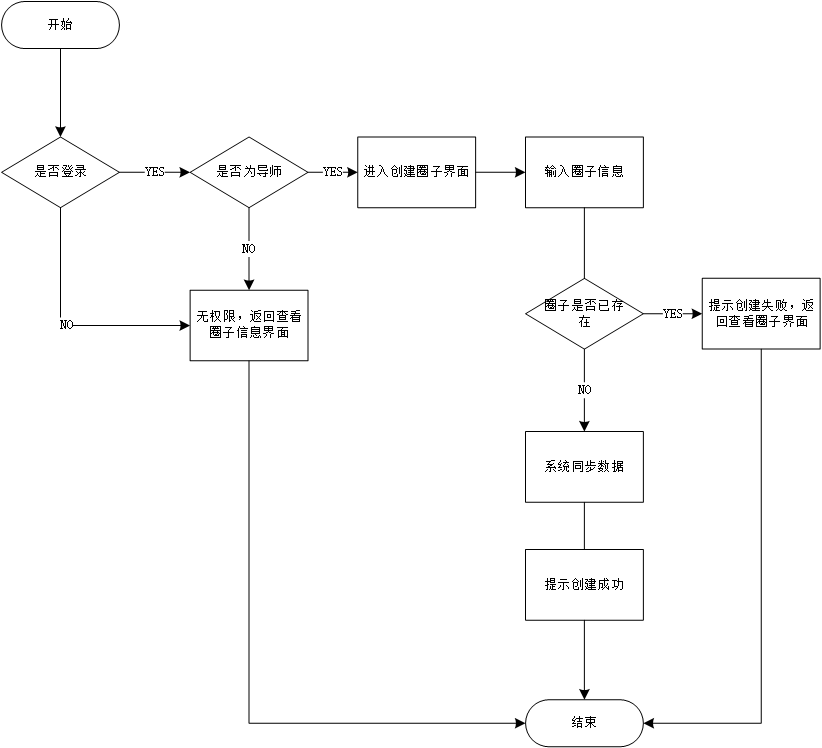 开始
是否登录
YES
是否为导师
YES
进入创建圈子界面
输入圈子信息
NO
NO
无权限，返回查看
圈子信息界面
圈子是否已存
在
YES
提示创建失败，返
回查看圈子界面
NO
系统同步数据
提示创建成功
结束